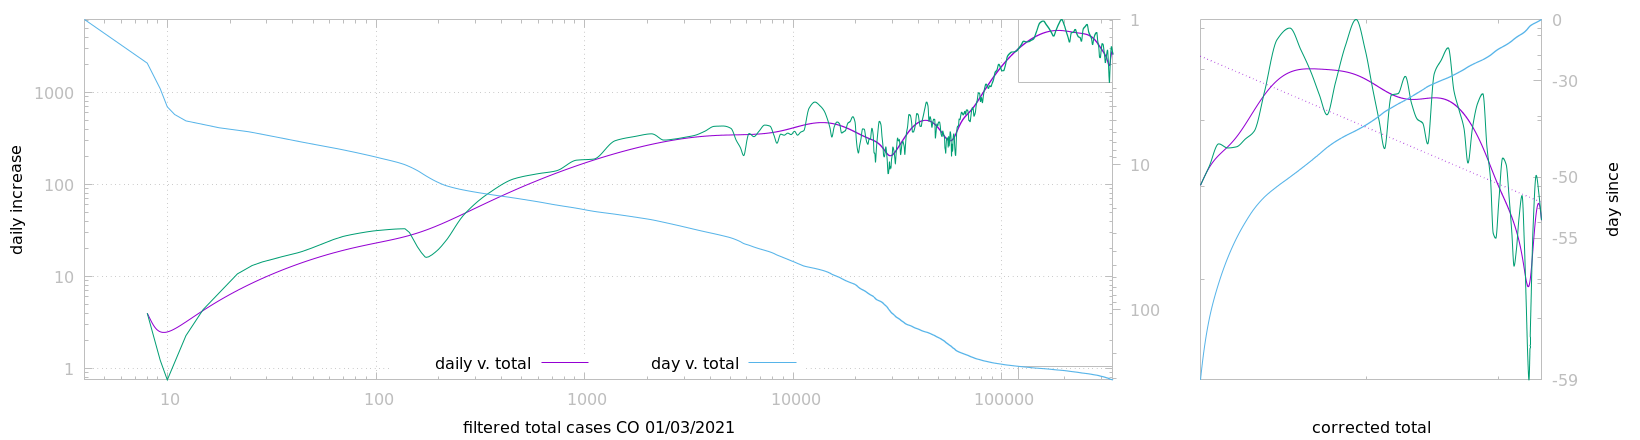 daily increase
1000
100
10
1
10
100
1000
10000
100000
daily v. total
day v. total
filtered total cases CO 01/03/2021
1
10
100
0
-30
-50
-55
-59
day since
corrected total